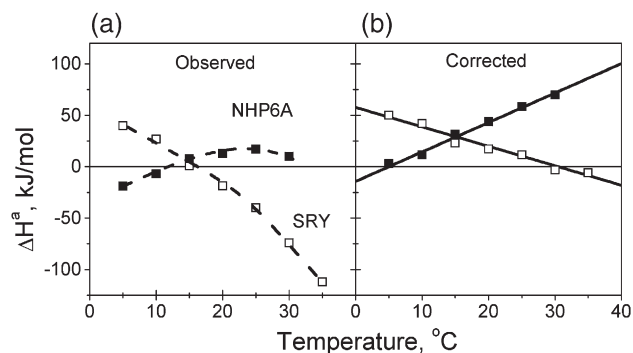 (a) (b)
Observed Corrected
NHP6A
SRY
100
50
0
-50
-100
ΔHᵃ, kJ/mol
0 10 20 30 0 10 20 30 40
Temperature, °C